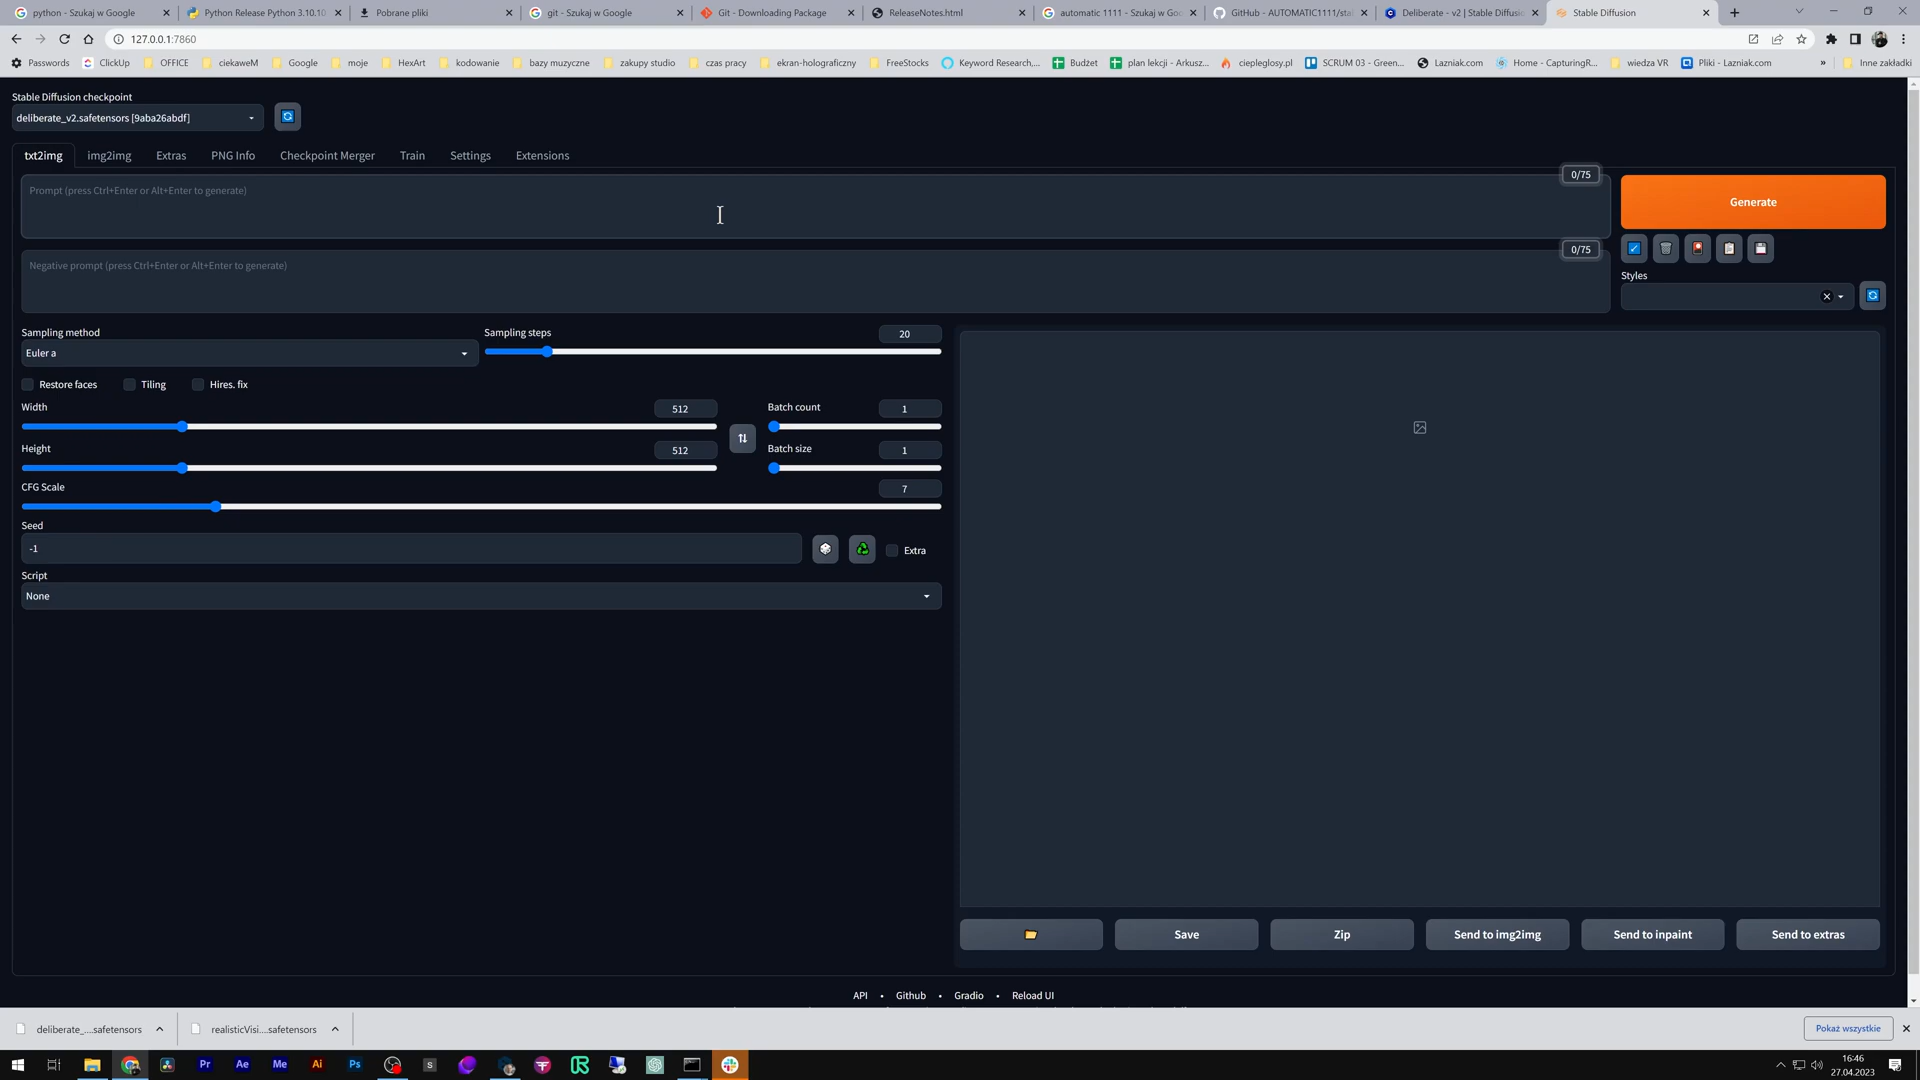 python - Szukaj w Google
Python Release Python 3.10.10
Pobrane pliki
git - Szukaj w Google
Git - Downloading Package
ReleaseNotes.html
automatic 1111 - Szukaj w Goo
GitHub - AUTOMATIC1111/sta
Deliberate - v2 | Stable Diffusio
Stable Diffusion
127.0.0.1:7860
Passwords
ClickUp
OFFICE
ciekaweM
Google
moje
HexArt
kodowanie
bazy muzyczne
zakupy studio
czas pracy
ekran-holograficzny
FreeStocks
Keyword Research,...
Budżet
plan lekcji - Arkusz...
ciepległosy.pl
SCRUM 03 - Green...
Lazniak.com
Home - CapturingR...
wiedza VR
Pliki - Lazniak.com
»
Inne zakładki
Stable Diffusion checkpoint
deliberate_v2.safetensors [9aba26abdf]
txt2img
img2img
Extras
PNG Info
Checkpoint Merger
Train
Settings
Extensions
Prompt (press Ctrl+Enter or Alt+Enter to generate)
0/75
Generate
Negative prompt (press Ctrl+Enter or Alt+Enter to generate)
0/75
Styles
Sampling method
Euler a
Sampling steps
20
Restore faces
Tiling
Hires. fix
Width
512
Batch count
1
Height
512
Batch size
1
CFG Scale
7
Seed
-1
Extra
Script
None
Save
Zip
Send to img2img
Send to inpaint
Send to extras
API • Github • Gradio • Reload UI
deliberate_....safetensors
realisticVisi....safetensors
Pokaż wszystkie
Pr
Ae
Me
Ai
Ps
S
16:46
27.04.2023